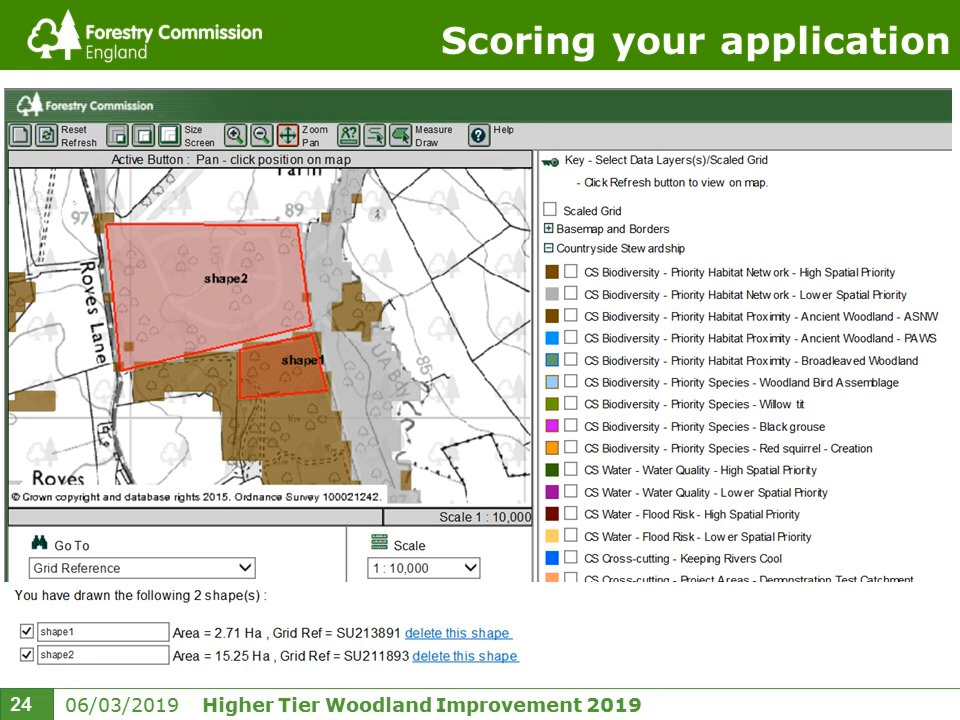 Forestry Commission
England
Scoring your application
Forestry Commission
Reset
Refresh
Size
Screen
Zoom
Pan
Measure
Draw
Help
Active Button : Pan - click position on map
Key - Select Data Layers(s)/Scaled Grid
- Click Refresh button to view on map.
Scaled Grid
Basemap and Borders
Countryside Stewardship
CS Biodiversity - Priority Habitat Network - High Spatial Priority
CS Biodiversity - Priority Habitat Network - Lower Spatial Priority
CS Biodiversity - Priority Habitat Proximity - Ancient Woodland - ASNW
CS Biodiversity - Priority Habitat Proximity - Ancient Woodland - PAWS
CS Biodiversity - Priority Habitat Proximity - Broadleaved Woodland
CS Biodiversity - Priority Species - Woodland Bird Assemblage
CS Biodiversity - Priority Species - Willow tit
CS Biodiversity - Priority Species - Black grouse
CS Biodiversity - Priority Species - Red squirrel - Creation
CS Water - Water Quality - High Spatial Priority
CS Water - Water Quality - Lower Spatial Priority
CS Water - Flood Risk - High Spatial Priority
CS Water - Flood Risk - Lower Spatial Priority
CS Cross-cutting - Keeping Rivers Cool
CS Cross-cutting - Project Areas - Demonstration Test Catchment
Farm
97
89
shape2
Roves Lane
shape1
85
Roves
97
© Crown copyright and database rights 2015. Ordnance Survey 100021242.
Scale 1 : 10,000
Go To
Grid Reference
Scale
1 : 10,000
You have drawn the following 2 shape(s) :
shape1 Area = 2.71 Ha , Grid Ref = SU213891 delete this shape
shape2 Area = 15.25 Ha , Grid Ref = SU211893 delete this shape
24 06/03/2019 Higher Tier Woodland Improvement 2019